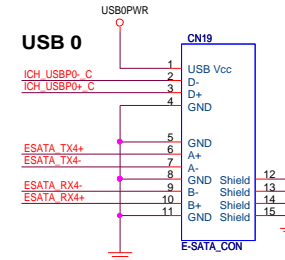 USB0PWR
USB 0
CN19
1 USB Vcc
ICH_USBP0-_C 2 D-
ICH_USBP0+_C 3 D+
4 GND
5 GND
ESATA_TX4+ 6 A+
ESATA_TX4- 7 A-
8 GND Shield 12
ESATA_RX4- 9 B- Shield 13
ESATA_RX4+ 10 B+ Shield 14
11 GND Shield 15
E-SATA_CON